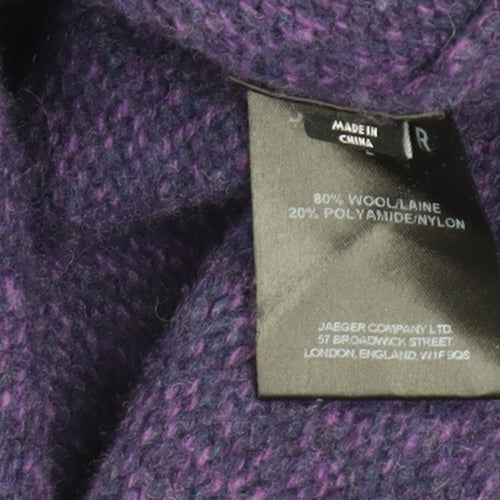 MADE IN
CHINA
R
80% WOOL/LAINE
20% POLYAMIDE/NYLON
JAEGER COMPANY LTD.
57 BROADWICK STREET
LONDON, ENGLAND, W1F 9QS